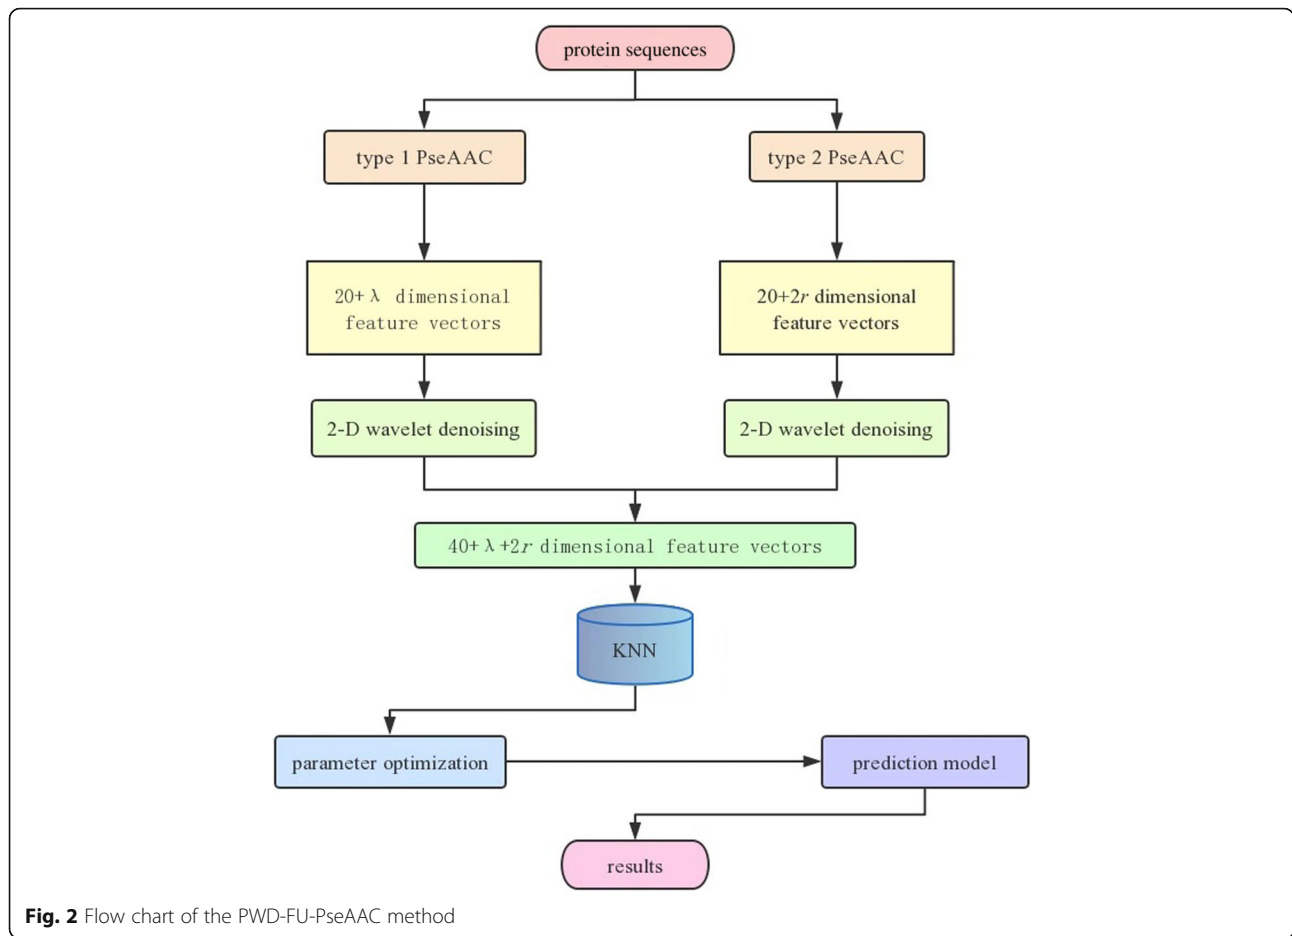 protein sequences
type 1 PseAAC
type 2 PseAAC
20+λ dimensional
feature vectors
20+2r dimensional
feature vectors
2-D wavelet denoising
2-D wavelet denoising
40+λ+2r dimensional feature vectors
KNN
parameter optimization
prediction model
results
Fig. 2 Flow chart of the PWD-FU-PseAAC method